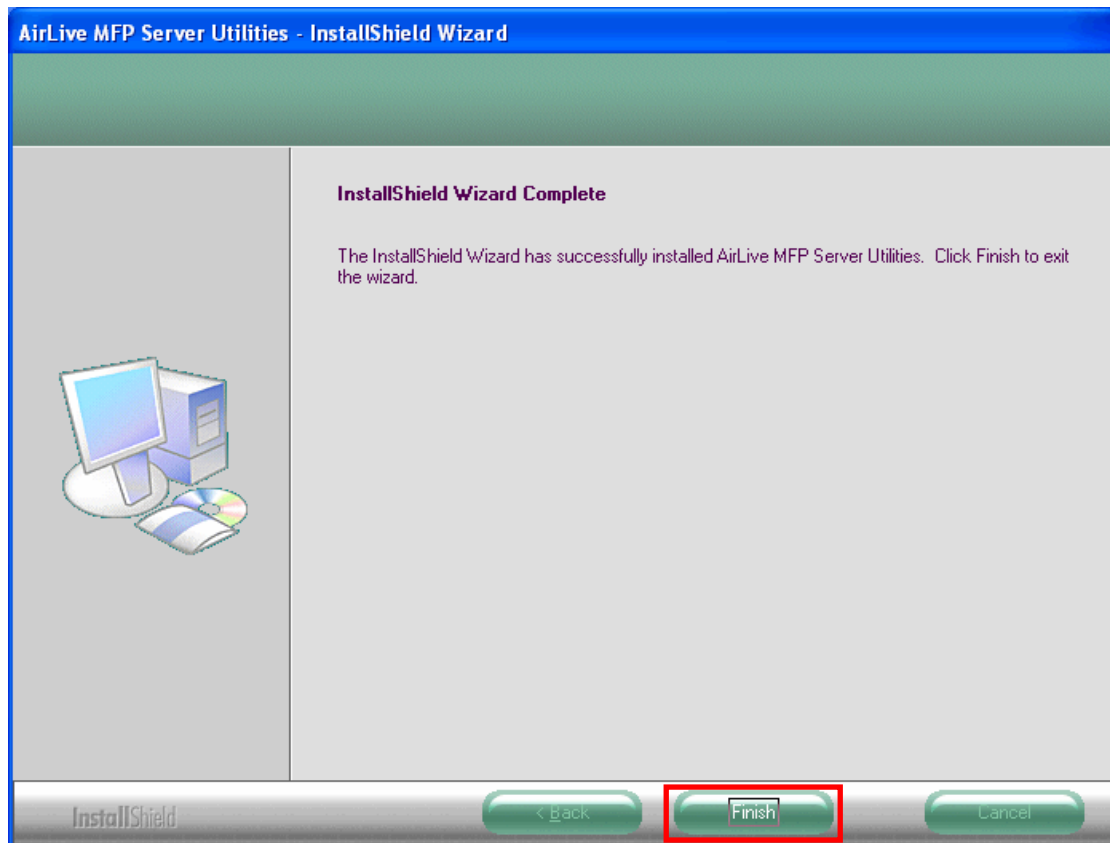 AirLive MFP Server Utilities - InstallShield Wizard
InstallShield Wizard Complete
The InstallShield Wizard has successfully installed AirLive MFP Server Utilities. Click Finish to exit
the wizard.
InstallShield
< Back
Finish
Cancel